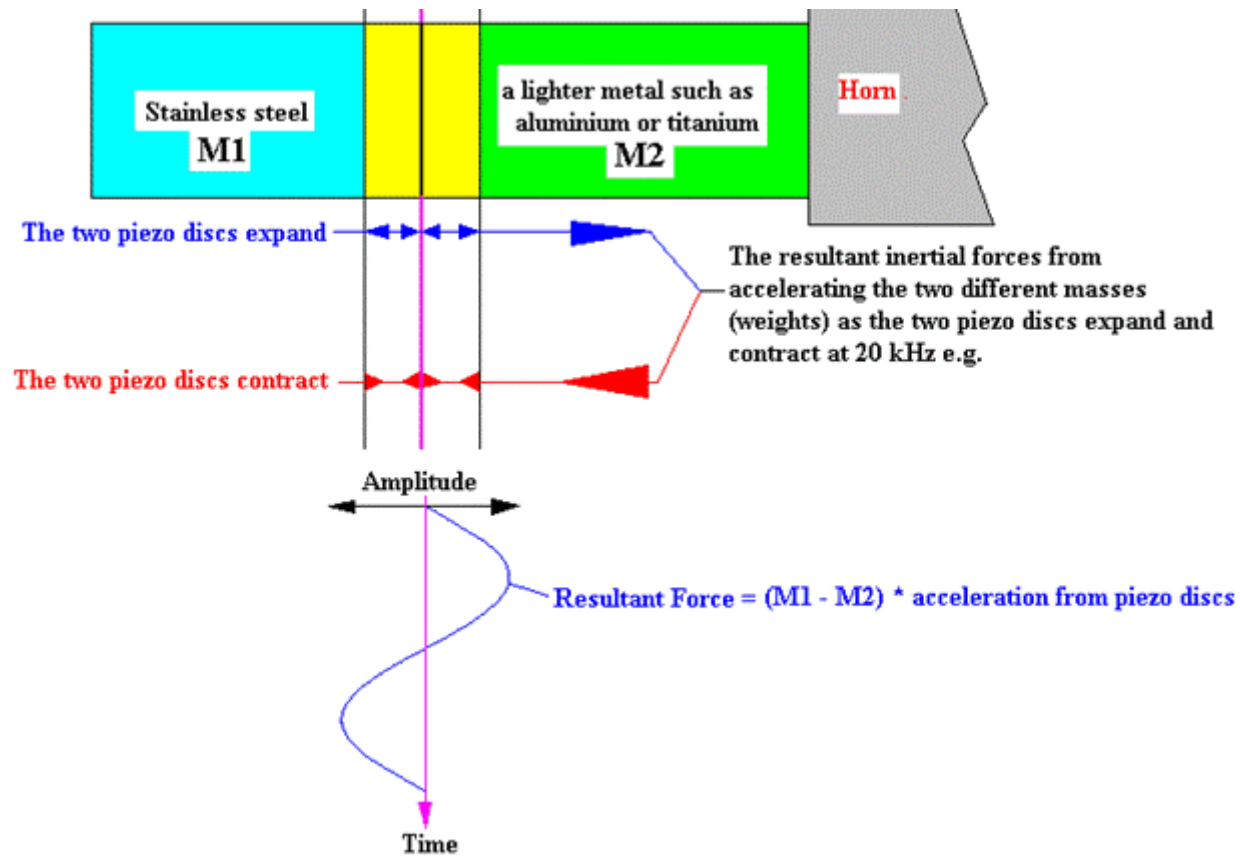 Stainless steel
M1
a lighter metal such as
aluminium or titanium
M2
Horn .
The two piezo discs expand
The resultant inertial forces from
accelerating the two different masses
(weights) as the two piezo discs expand and
contract at 20 kHz e.g.
The two piezo discs contract
Amplitude
Resultant Force = (M1 - M2) * acceleration from piezo discs
Time